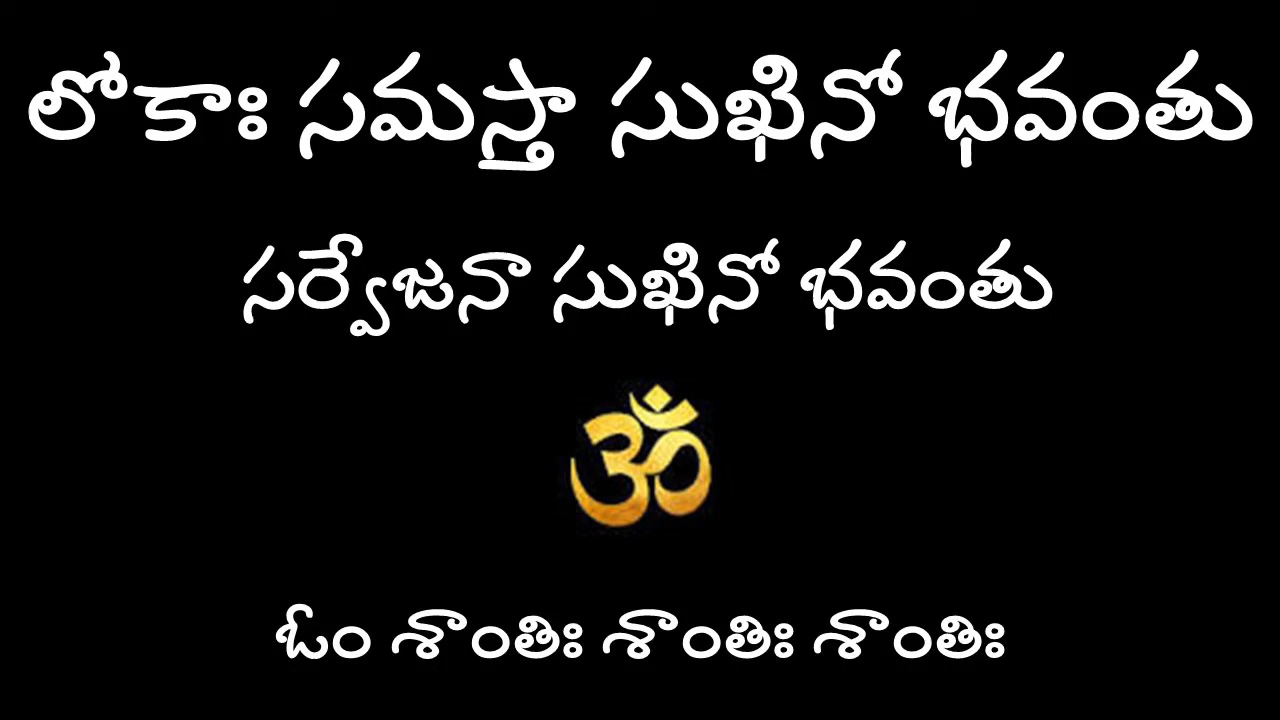 లోకాః సమస్తా సుఖినో భవంతు
సర్వేజనా సుఖినో భవంతు
ॐ
ఓం శాంతిః శాంతిః శాంతిః